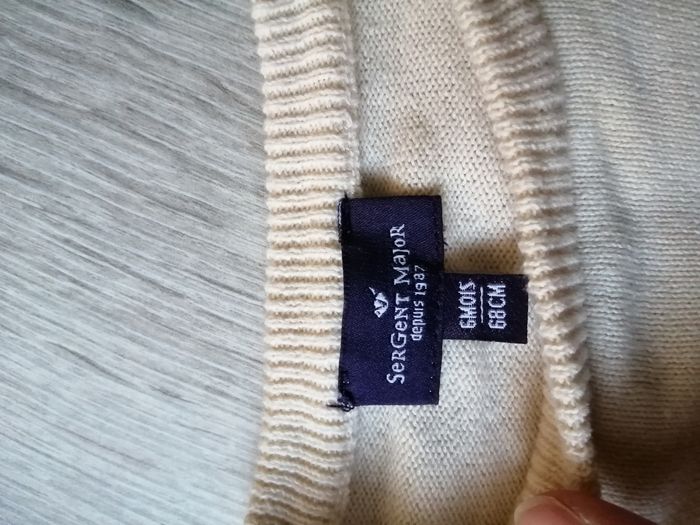 SeRGeNT MajoR
depuis 1987
6MOIS
68CM